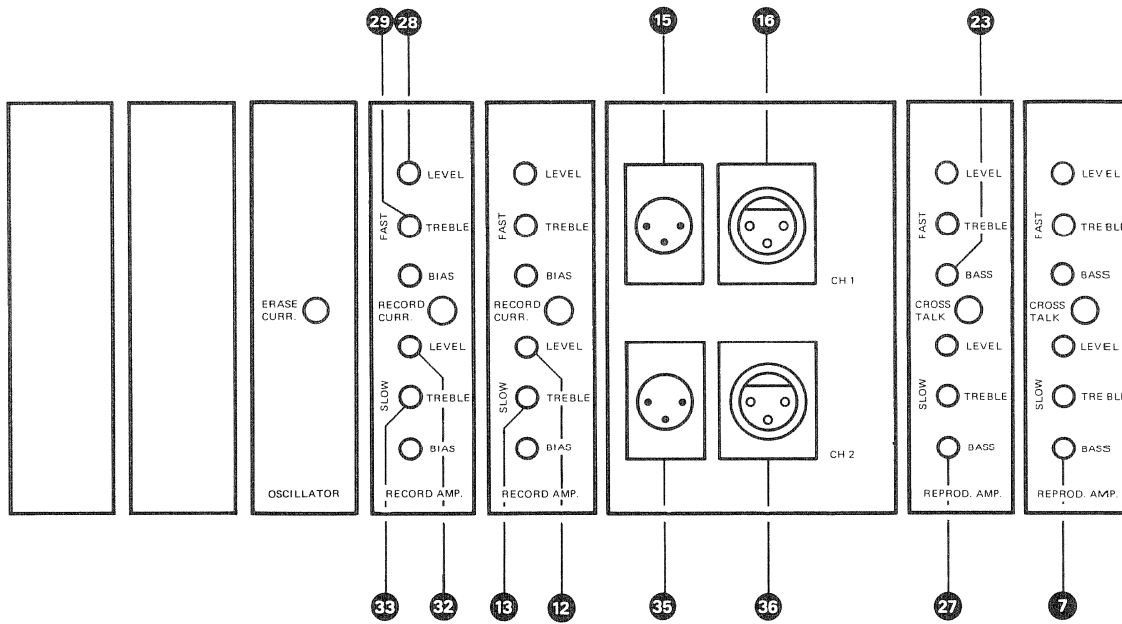 29 28 15 16 23
LEVEL
FAST
TREBLE
BIAS
RECORD
CURR.
LEVEL
SLOW
TREBLE
BIAS
RECORD AMP.
ERASE
CURR.
OSCILLATOR
LEVEL
FAST
TREBLE
BIAS
RECORD
CURR.
LEVEL
SLOW
TREBLE
BIAS
RECORD AMP.
CH 1
CH 2
LEVEL
FAST
TREBLE
BASS
CROSS
TALK
LEVEL
SLOW
TREBLE
BASS
REPROD. AMP.
LEVEL
FAST
TREBLE
BASS
CROSS
TALK
LEVEL
SLOW
TREBLE
BASS
REPROD. AMP.
33 32 13 12 35 36 27 7